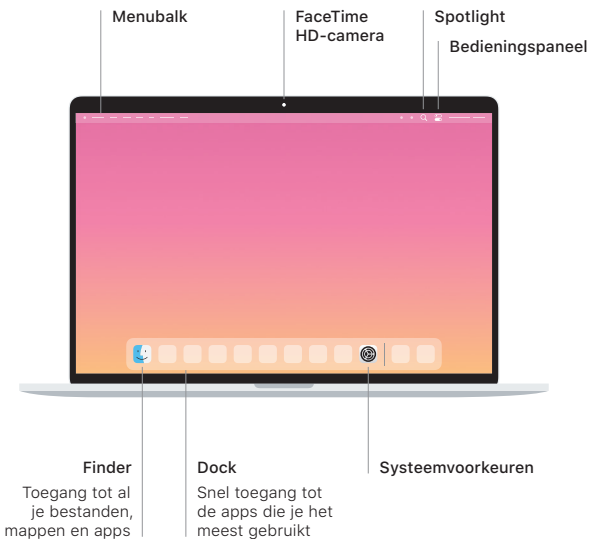 Menubalk
FaceTime
HD-camera
Spotlight
Bedieningspaneel
Finder
Toegang tot al
je bestanden,
mappen en apps
Dock
Snel toegang tot
de apps die je het
meest gebruikt
Systeemvoorkeuren